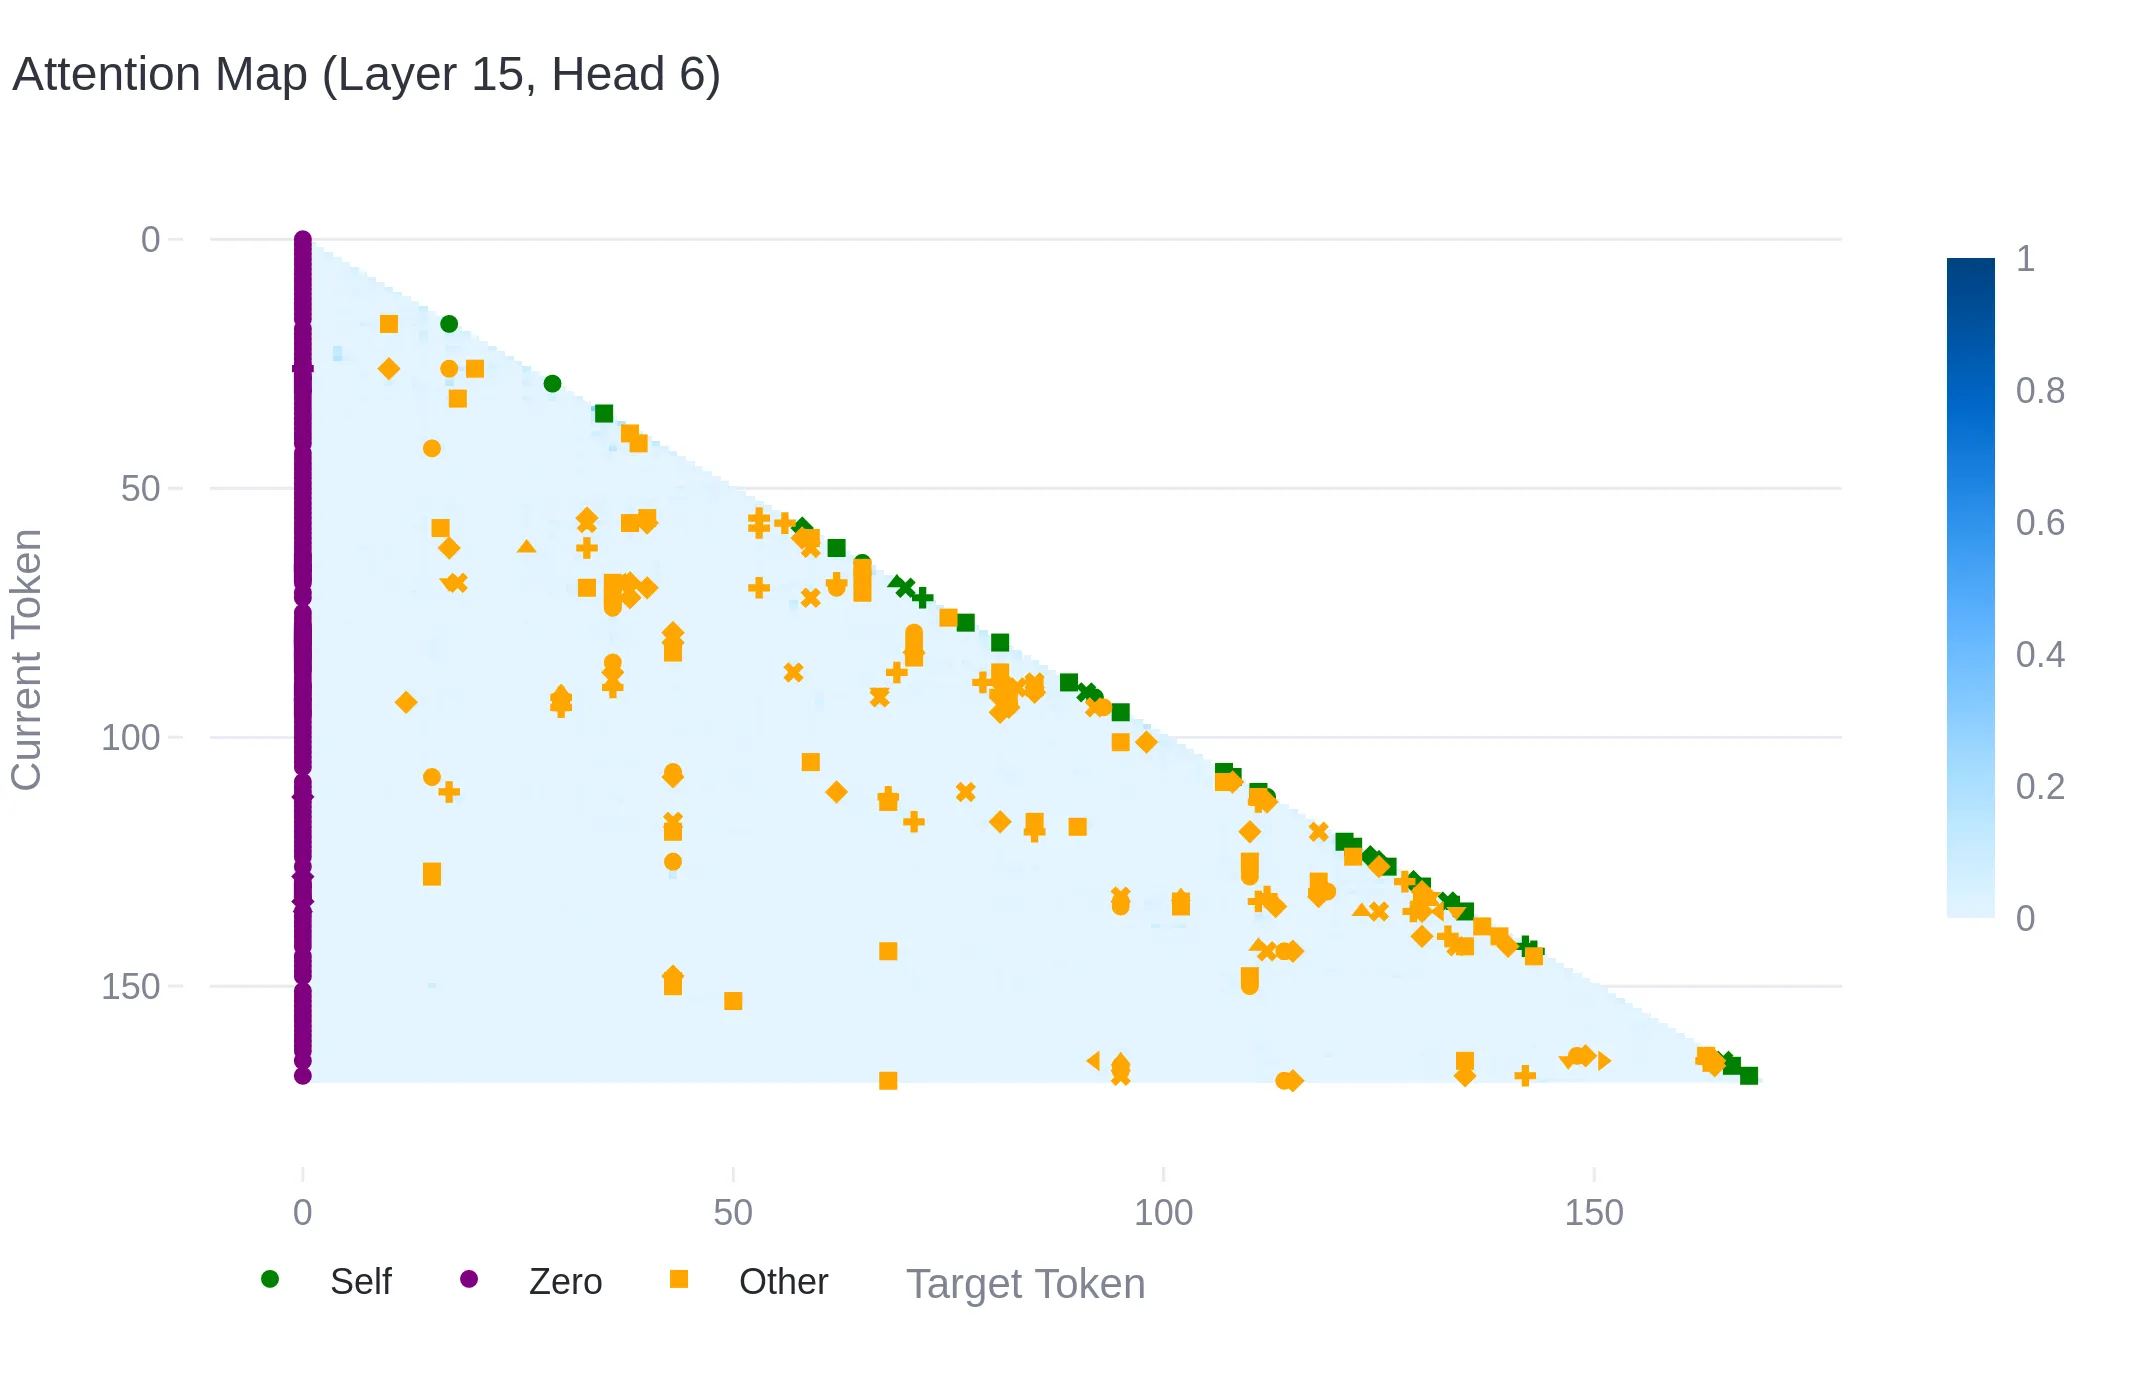 Attention Map (Layer 15, Head 6)
Current Token
0
50
100
150
1
0.8
0.6
0.4
0.2
0
0
50
100
150
Self
Zero
Other
Target Token